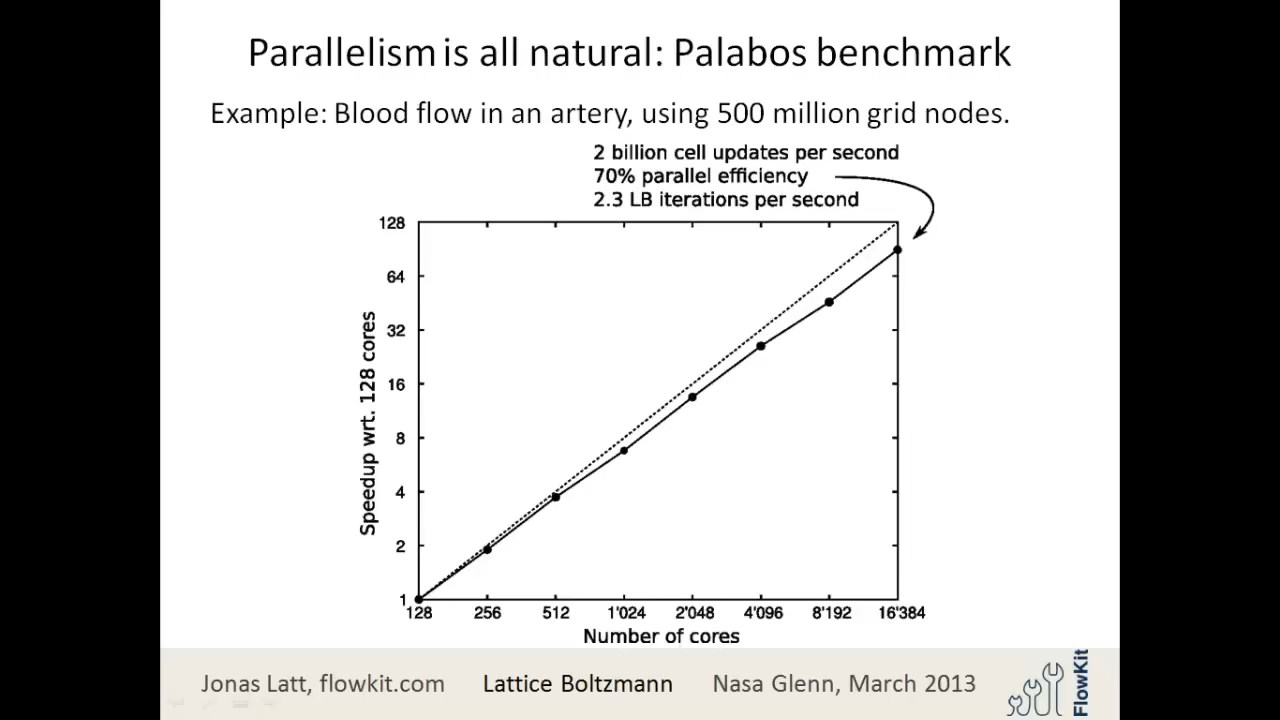 Parallelism is all natural: Palabos benchmark
Example: Blood flow in an artery, using 500 million grid nodes.
2 billion cell updates per second
70% parallel efficiency
2.3 LB iterations per second
128
64
32
16
8
4
2
1
Speedup wrt. 128 cores
128 256 512 1'024 2'048 4'096 8'192 16'384
Number of cores
Jonas Latt, flowkit.com Lattice Boltzmann Nasa Glenn, March 2013
FlowKit